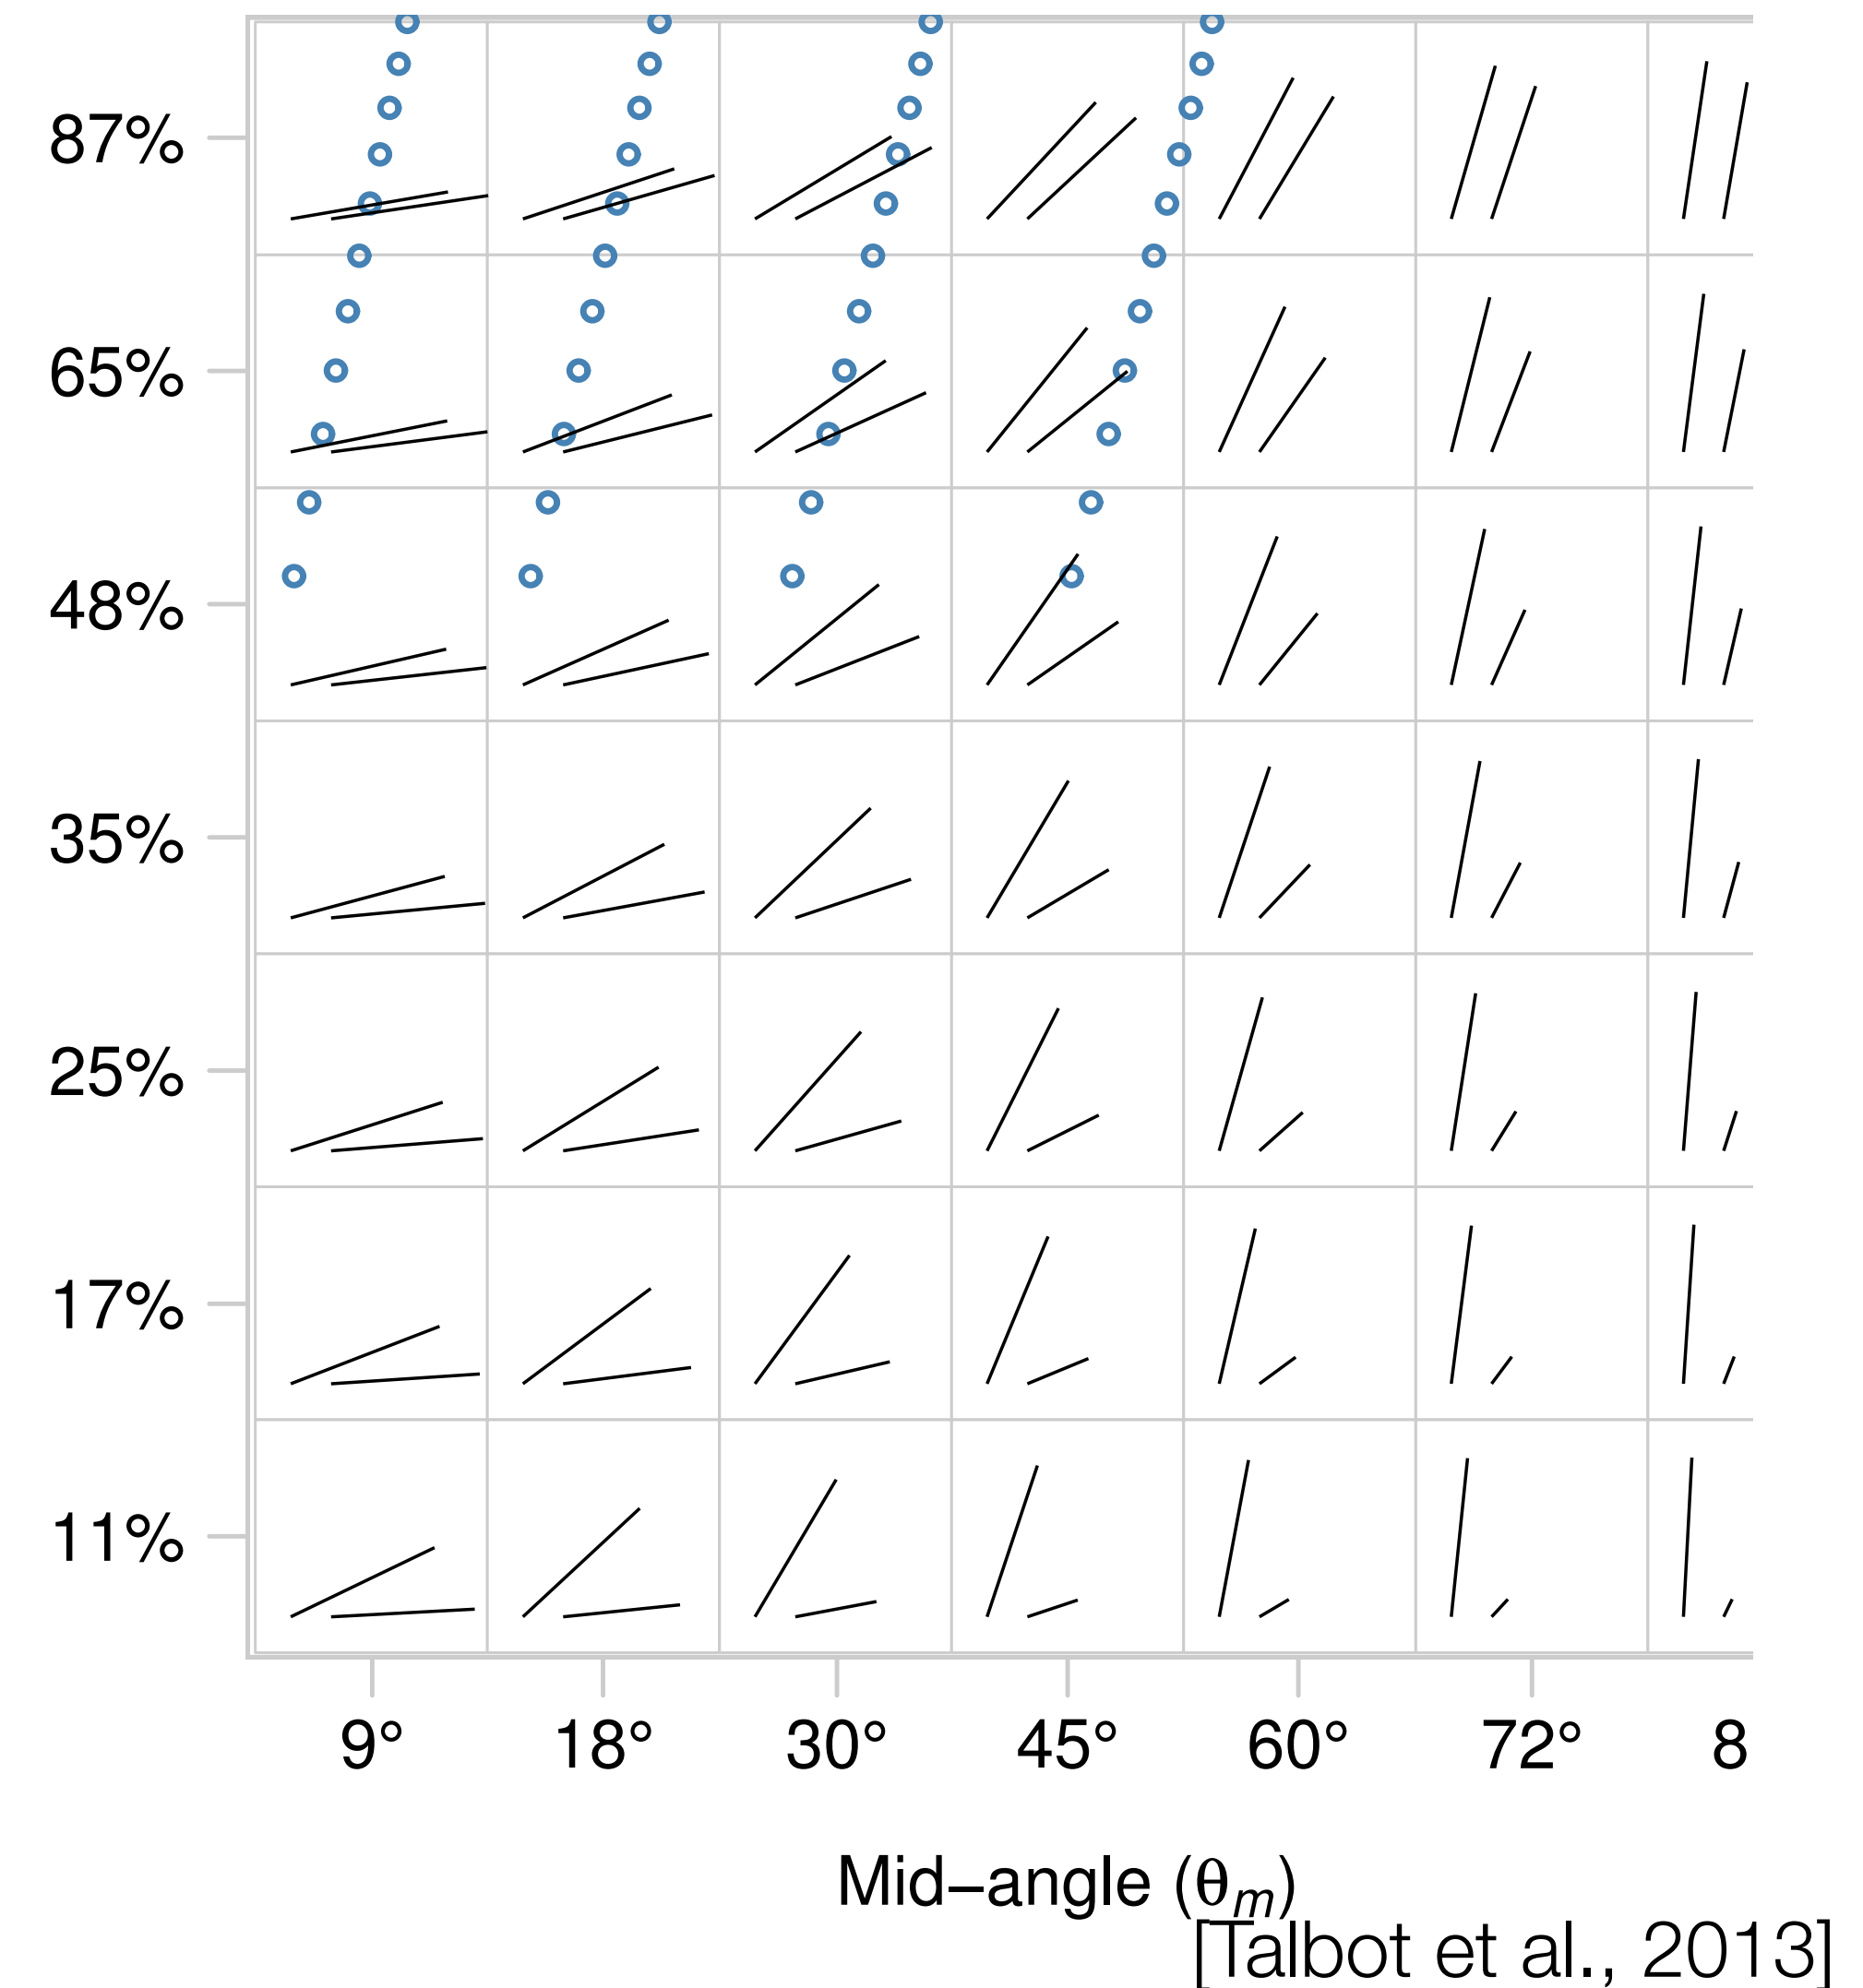 87%
65%
48%
35%
25%
17%
11%
9° 18° 30° 45° 60° 72° 8
Mid–angle (θm)
[Talbot et al., 2013]